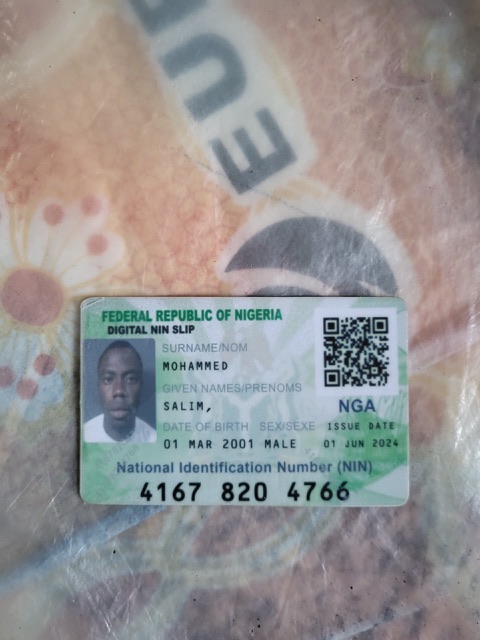 EUR
FEDERAL REPUBLIC OF NIGERIA
DIGITAL NIN SLIP
SURNAME/NOM
MOHAMMED
GIVEN NAMES/PRENOMS
SALIM,
NGA
DATE OF BIRTH SEX/SEXE ISSUE DATE
01 MAR 2001 MALE 01 JUN 2024
National Identification Number (NIN)
4167 820 4766